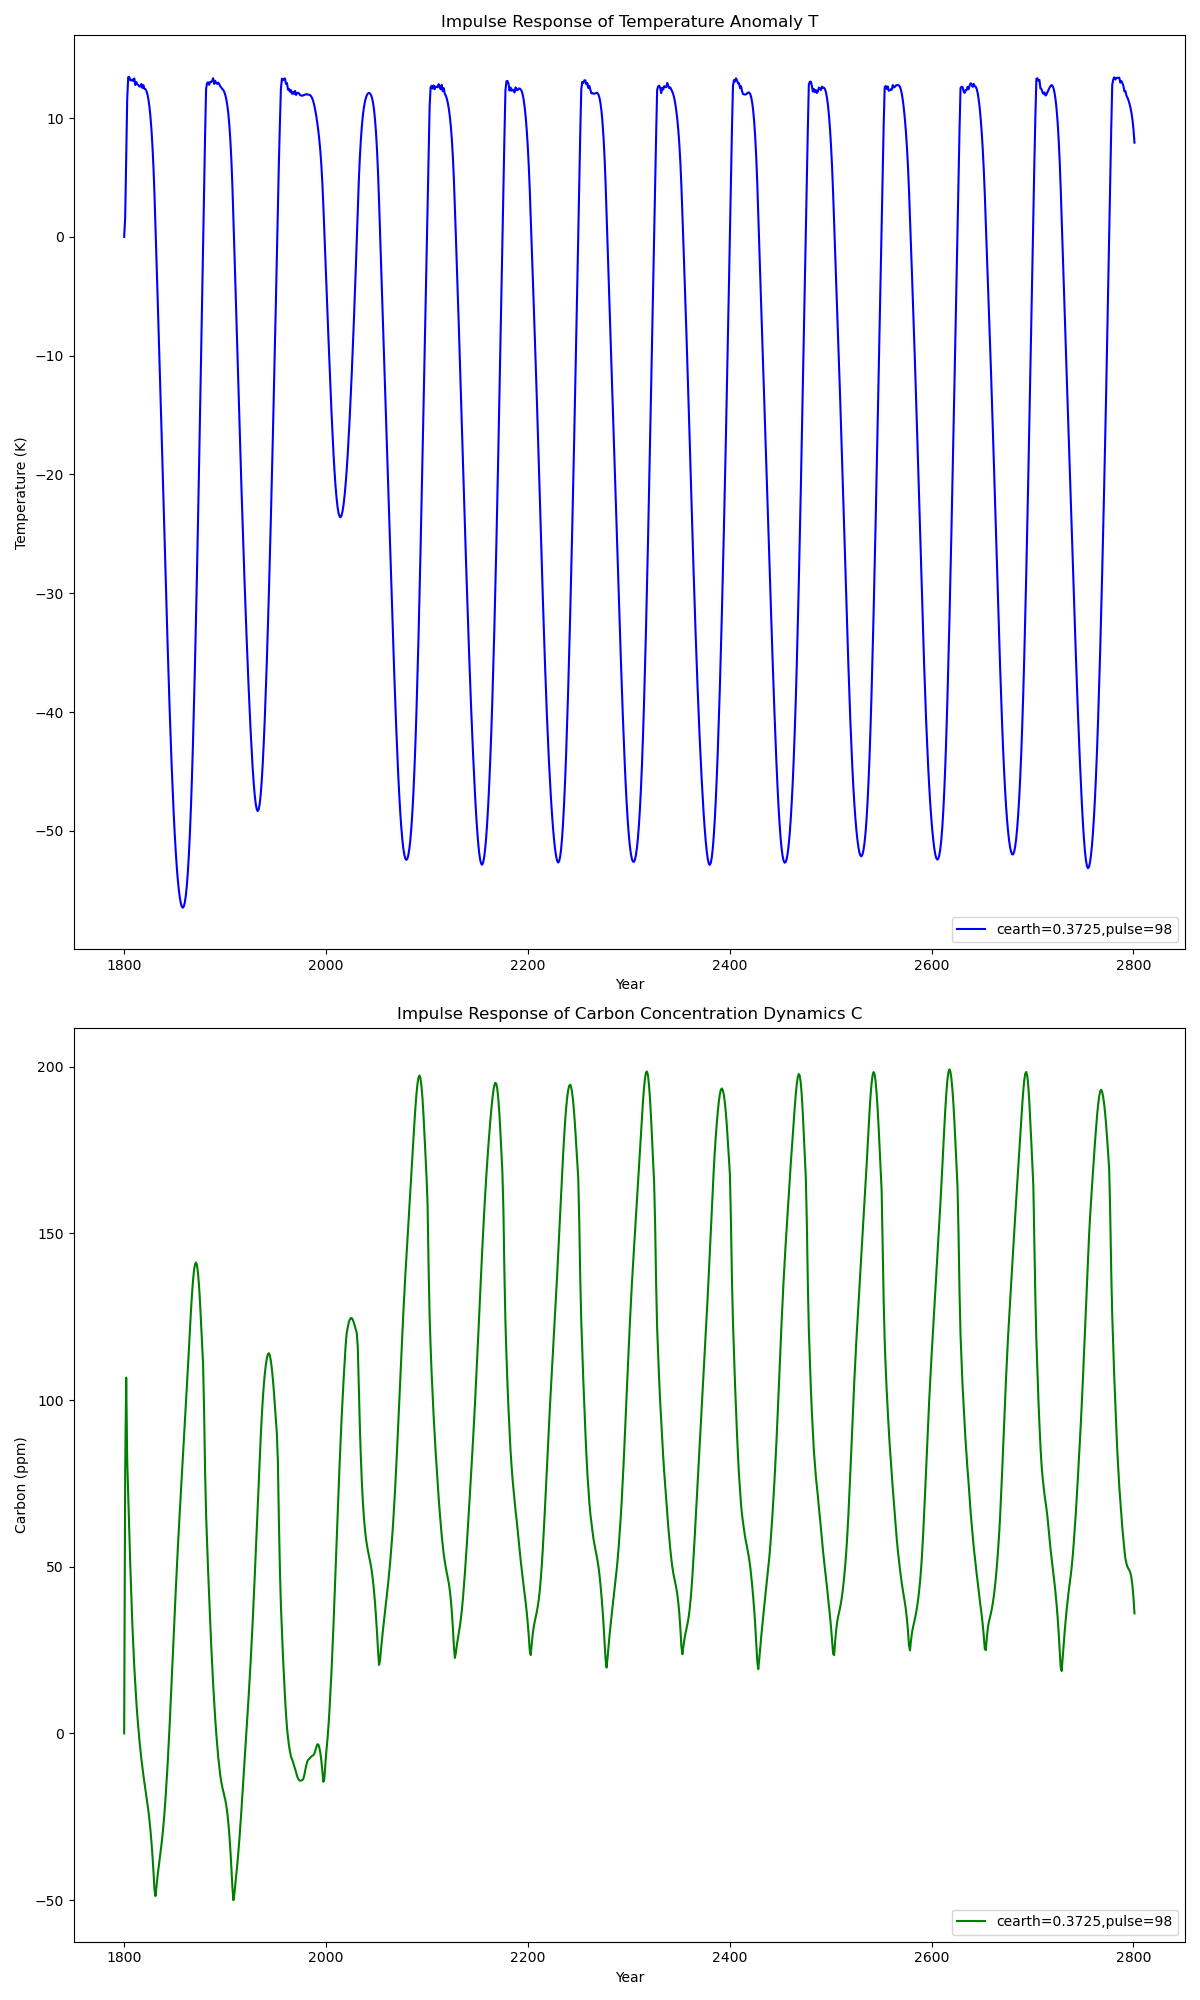 Impulse Response of Temperature Anomaly T
10
0
−10
−20
−30
−40
−50
Temperature (K)
cearth=0.3725,pulse=98
1800 2000 2200 2400 2600 2800
Year
Impulse Response of Carbon Concentration Dynamics C
200
150
100
50
0
−50
Carbon (ppm)
cearth=0.3725,pulse=98
1800 2000 2200 2400 2600 2800
Year